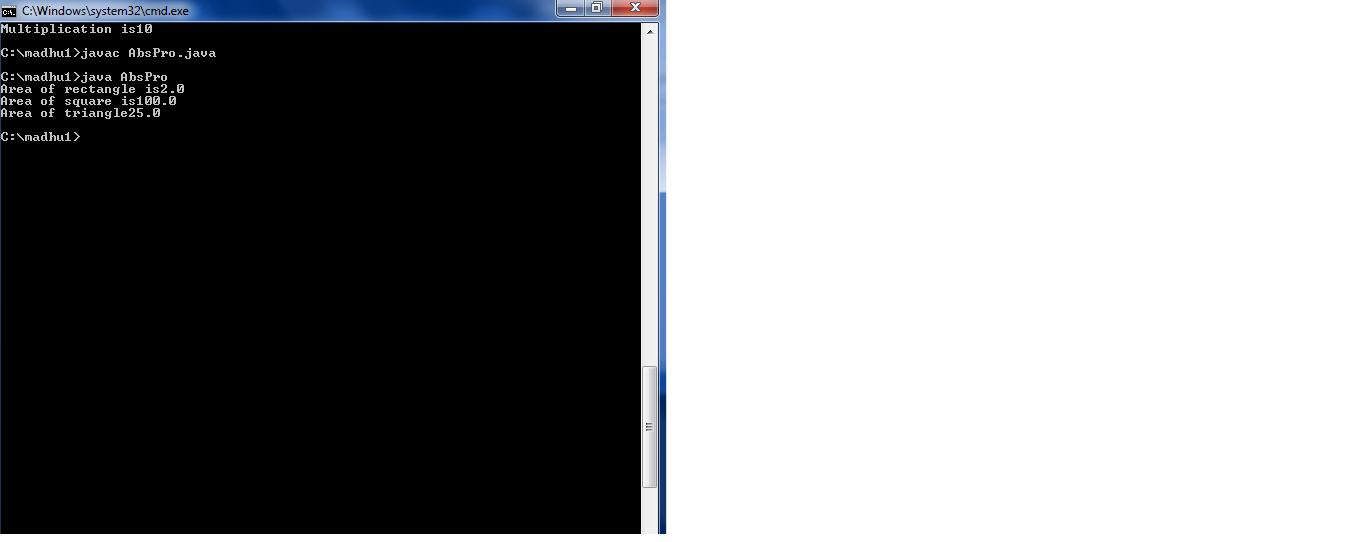 C:\Windows\system32\cmd.exe
Multiplication is10
C:\madhu1>javac AbsPro.java
C:\madhu1>java AbsPro
Area of rectangle is2.0
Area of square is100.0
Area of triangle25.0
C:\madhu1>